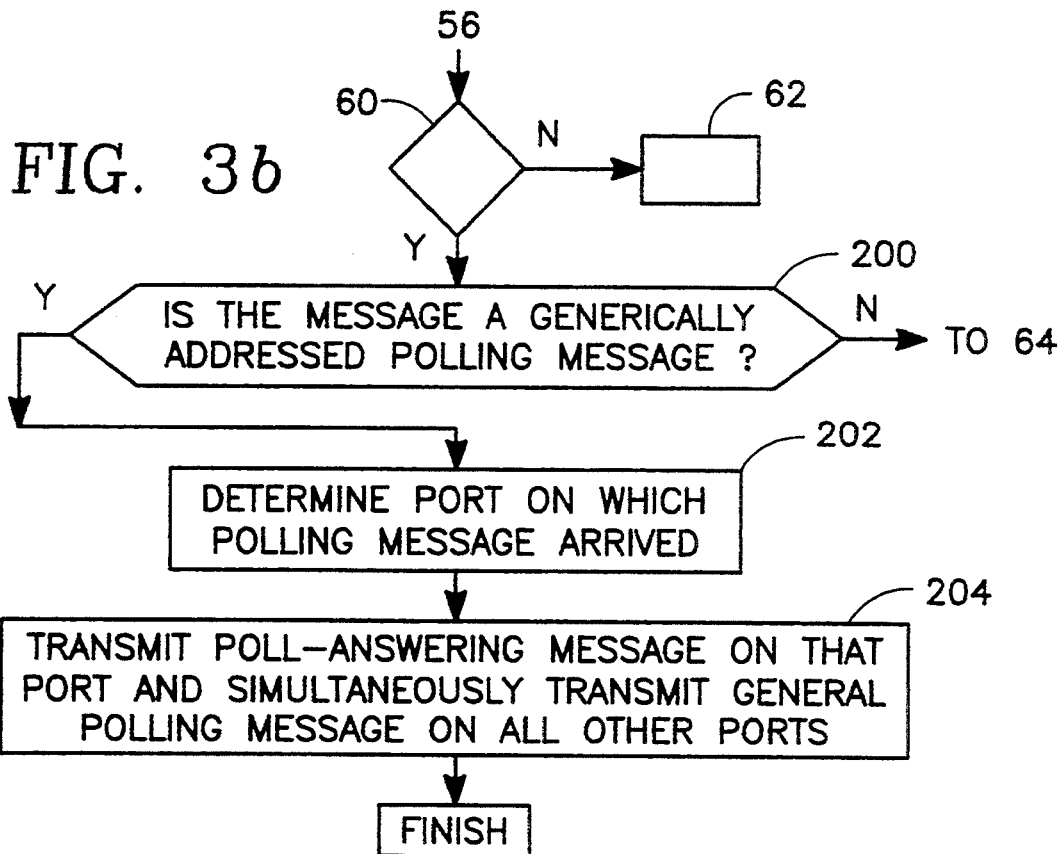 56
60
N
62
FIG. 3b
Y
200
Y
IS THE MESSAGE A GENERICALLY
ADDRESSED POLLING MESSAGE ?
N
TO 64
202
DETERMINE PORT ON WHICH
POLLING MESSAGE ARRIVED
204
TRANSMIT POLL-ANSWERING MESSAGE ON THAT
PORT AND SIMULTANEOUSLY TRANSMIT GENERAL
POLLING MESSAGE ON ALL OTHER PORTS
FINISH